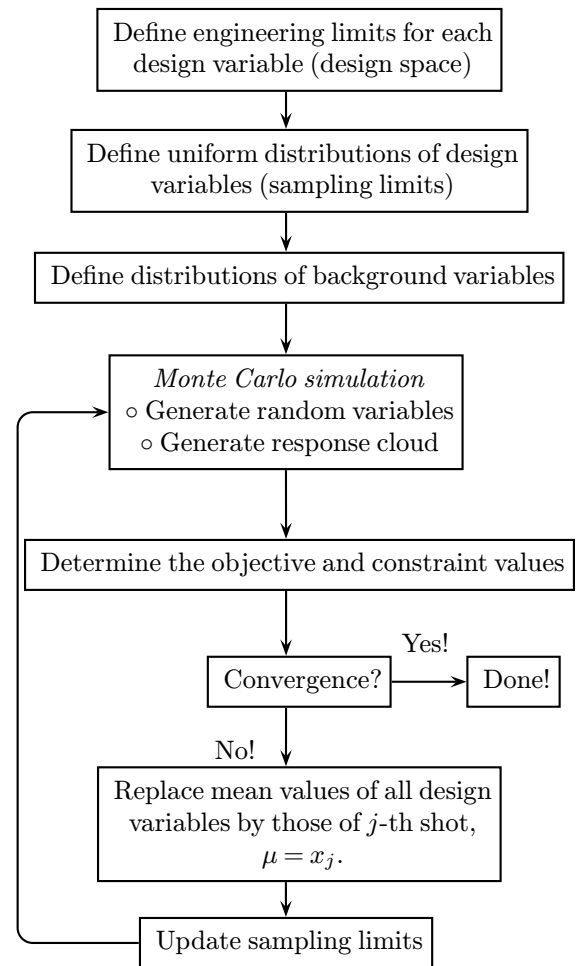 Define engineering limits for each
design variable (design space)
Define uniform distributions of design
variables (sampling limits)
Define distributions of background variables
Monte Carlo simulation
○ Generate random variables
○ Generate response cloud
Determine the objective and constraint values
Yes!
Convergence?
Done!
No!
Replace mean values of all design
variables by those of j-th shot,
μ = xⱼ.
Update sampling limits